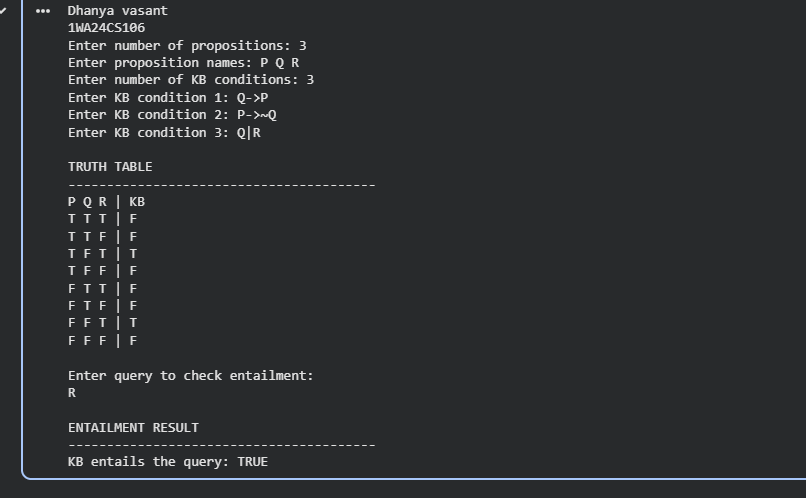 Dhanya vasant
1WA24CS106
Enter number of propositions: 3
Enter proposition names: P Q R
Enter number of KB conditions: 3
Enter KB condition 1: Q->P
Enter KB condition 2: P->~Q
Enter KB condition 3: Q|R
TRUTH TABLE
----------------------------------------
P Q R | KB
T T T | F
T T F | F
T F T | T
T F F | F
F T T | F
F T F | F
F F T | T
F F F | F
Enter query to check entailment:
R
ENTAILMENT RESULT
----------------------------------------
KB entails the query: TRUE